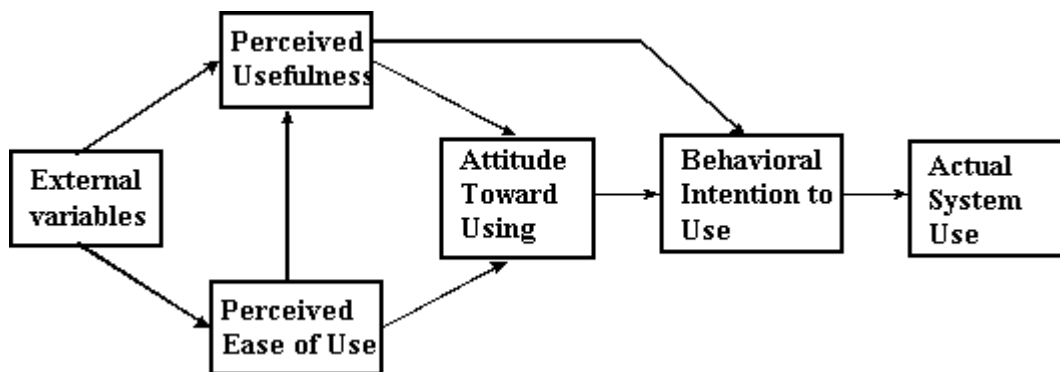 Perceived
Usefulness
External
variables
Perceived
Ease of Use
Attitude
Toward
Using
Behavioral
Intention to
Use
Actual
System
Use